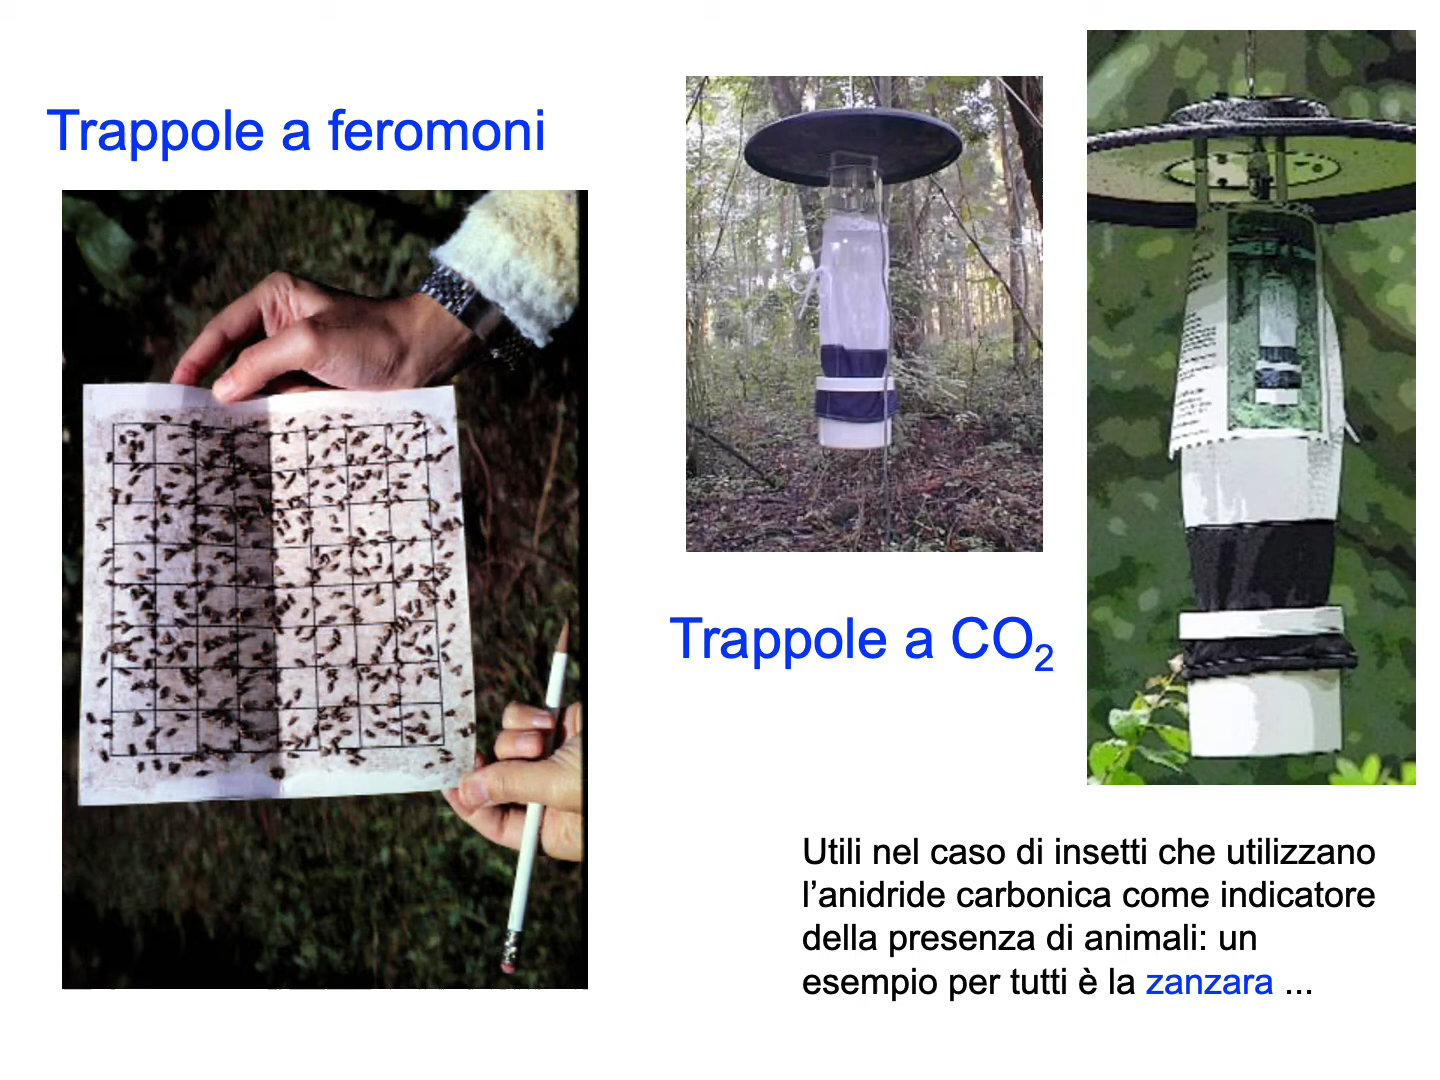 Trappole a feromoni
Trappole a CO₂
Utili nel caso di insetti che utilizzano
l’anidride carbonica come indicatore
della presenza di animali: un
esempio per tutti è la zanzara ...